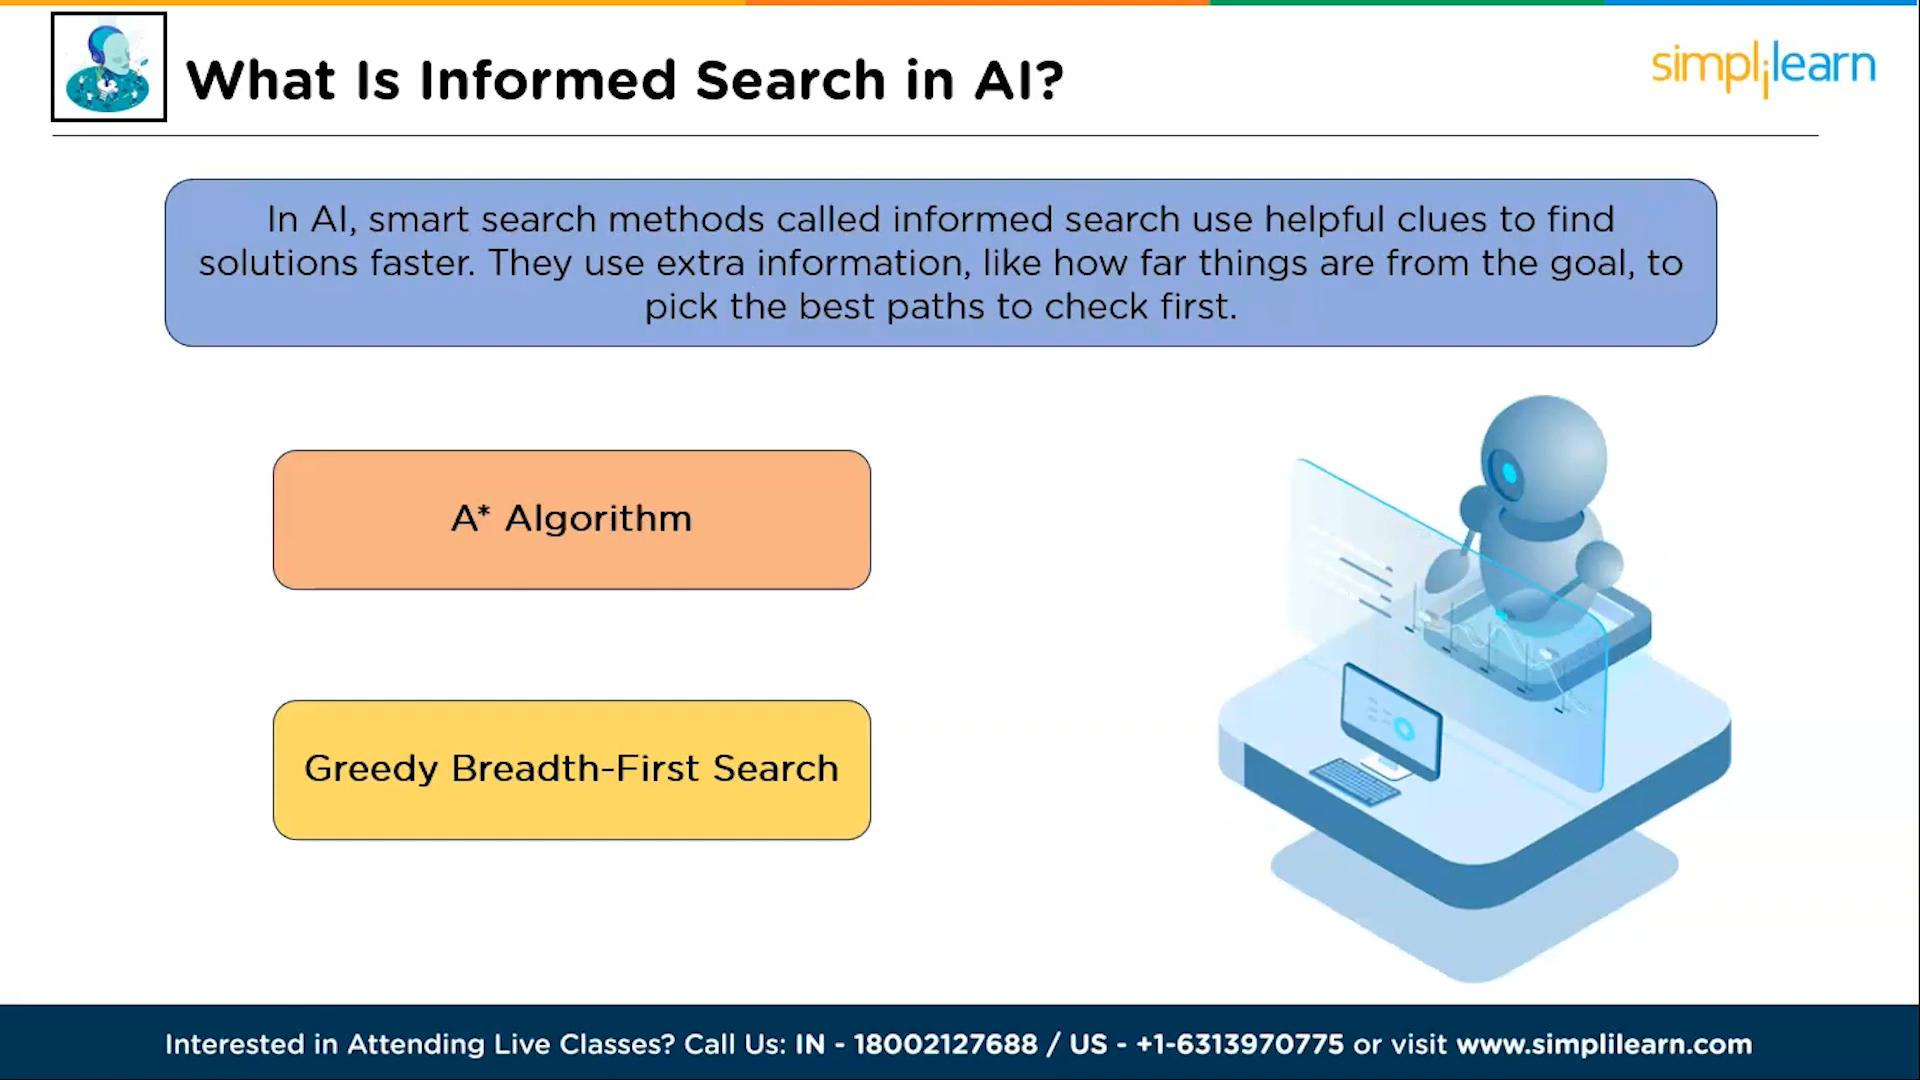 What Is Informed Search in AI?
simplilearn
In AI, smart search methods called informed search use helpful clues to find
solutions faster. They use extra information, like how far things are from the goal, to
pick the best paths to check first.
A* Algorithm
Greedy Breadth-First Search
Interested in Attending Live Classes? Call Us: IN - 18002127688 / US - +1-6313970775 or visit www.simplilearn.com